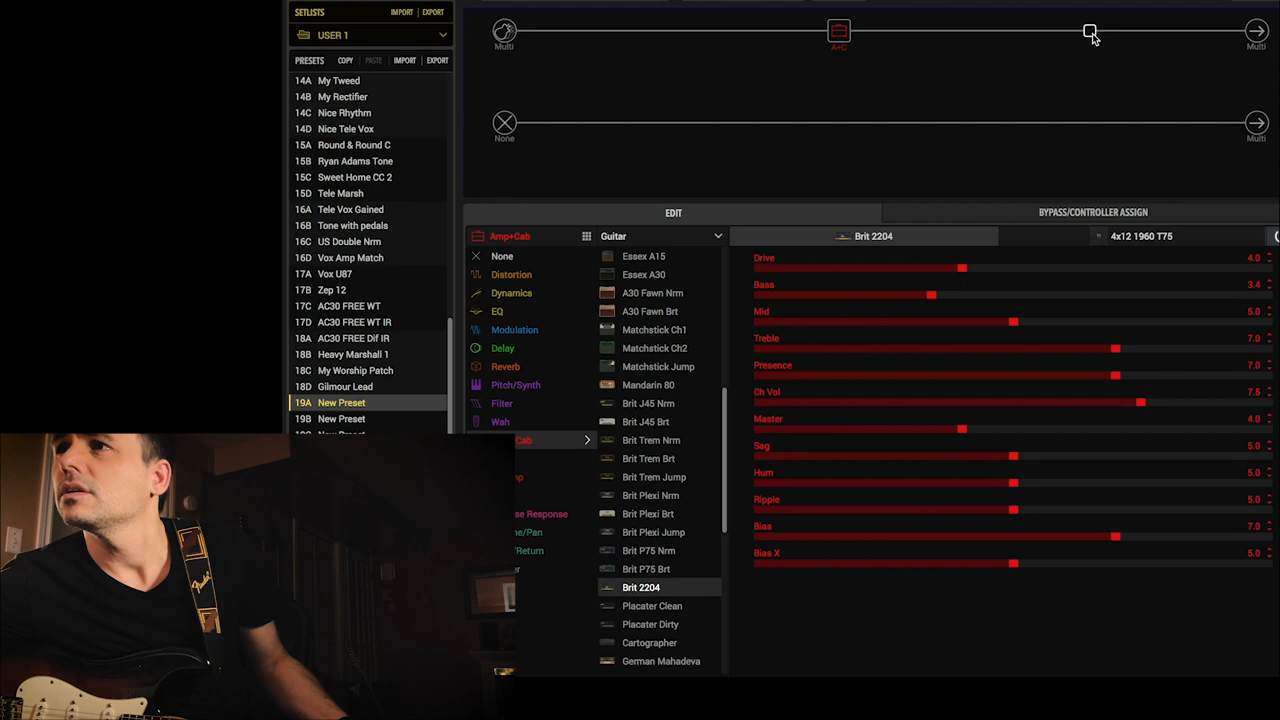 SETLISTS IMPORT EXPORT
USER 1
PRESETS COPY PASTE IMPORT EXPORT
14A My Tweed
14B My Rectifier
14C Nice Rhythm
14D Nice Tele Vox
15A Round & Round C
15B Ryan Adams Tone
15C Sweet Home CC 2
15D Tele Marsh
16A Tele Vox Gained
16B Tone with pedals
16C US Double Nrm
16D Vox Amp Match
17A Vox U87
17B Zep 12
17C AC30 FREE WT
17D AC30 FREE WT IR
18A AC30 FREE Dif IR
18B Heavy Marshall 1
18C My Worship Patch
18D Gilmour Lead
19A New Preset
19B New Preset
Multi
A+C
Multi
None
Multi
EDIT
BYPASS/CONTROLLER ASSIGN
Amp+Cab
None
Distortion
Dynamics
EQ
Modulation
Delay
Reverb
Pitch/Synth
Filter
Wah
Cab
Guitar
Essex A15
Essex A30
A30 Fawn Nrm
A30 Fawn Brt
Matchstick Ch1
Matchstick Ch2
Matchstick Jump
Mandarin 80
Brit J45 Nrm
Brit J45 Brt
Brit Trem Nrm
Brit Trem Brt
Brit Trem Jump
Brit Plexi Nrm
Brit Plexi Brt
Brit Plexi Jump
Brit P75 Nrm
Brit P75 Brt
Brit 2204
Placater Clean
Placater Dirty
Cartographer
German Mahadeva
Brit 2204
4x12 1960 T75
Drive 4.0
Bass 3.4
Mid 5.0
Treble 7.0
Presence 7.0
Ch Vol 7.5
Master 4.0
Sag 5.0
Hum 5.0
Ripple 5.0
Bias 7.0
Bias X 5.0
Fender